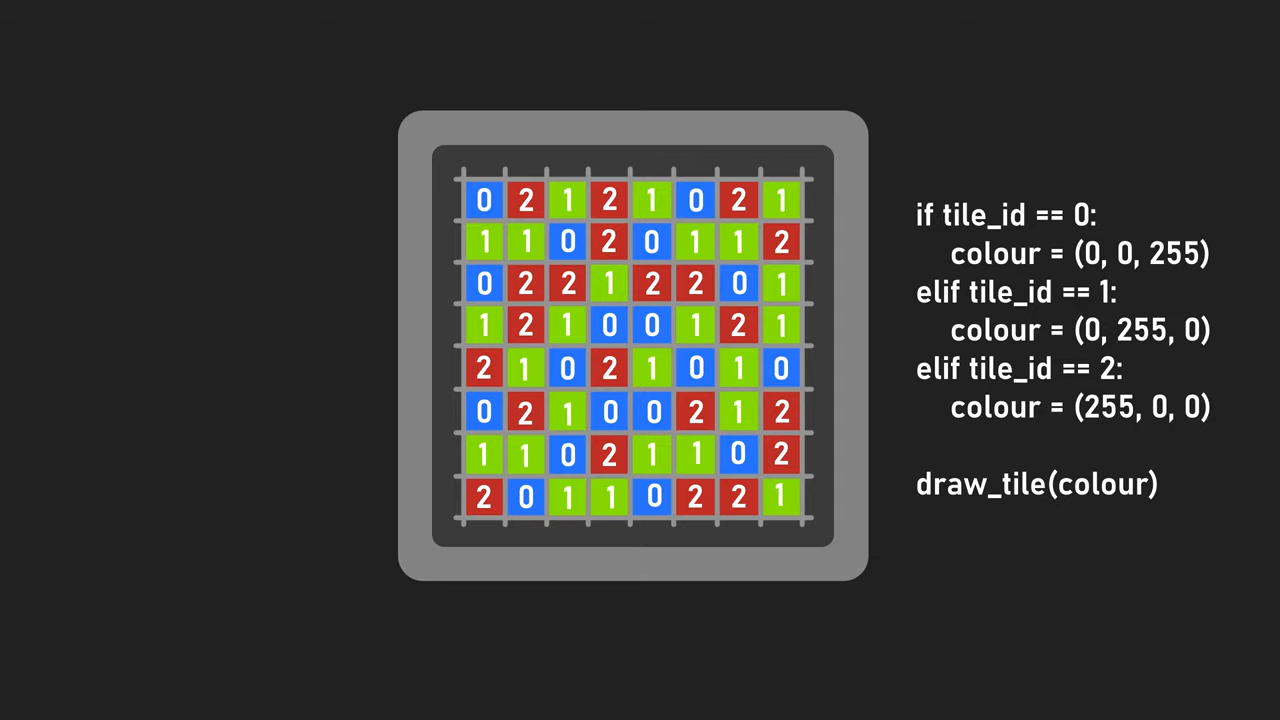 0 2 1 2 1 0 2 1
1 1 0 2 0 1 1 2
0 2 2 1 2 2 0 1
1 2 1 0 0 1 2 1
2 1 0 2 1 0 1 0
0 2 1 0 0 2 1 2
1 1 0 2 1 1 0 2
2 0 1 1 0 2 2 1
if tile_id == 0:
colour = (0, 0, 255)
elif tile_id == 1:
colour = (0, 255, 0)
elif tile_id == 2:
colour = (255, 0, 0)
draw_tile(colour)